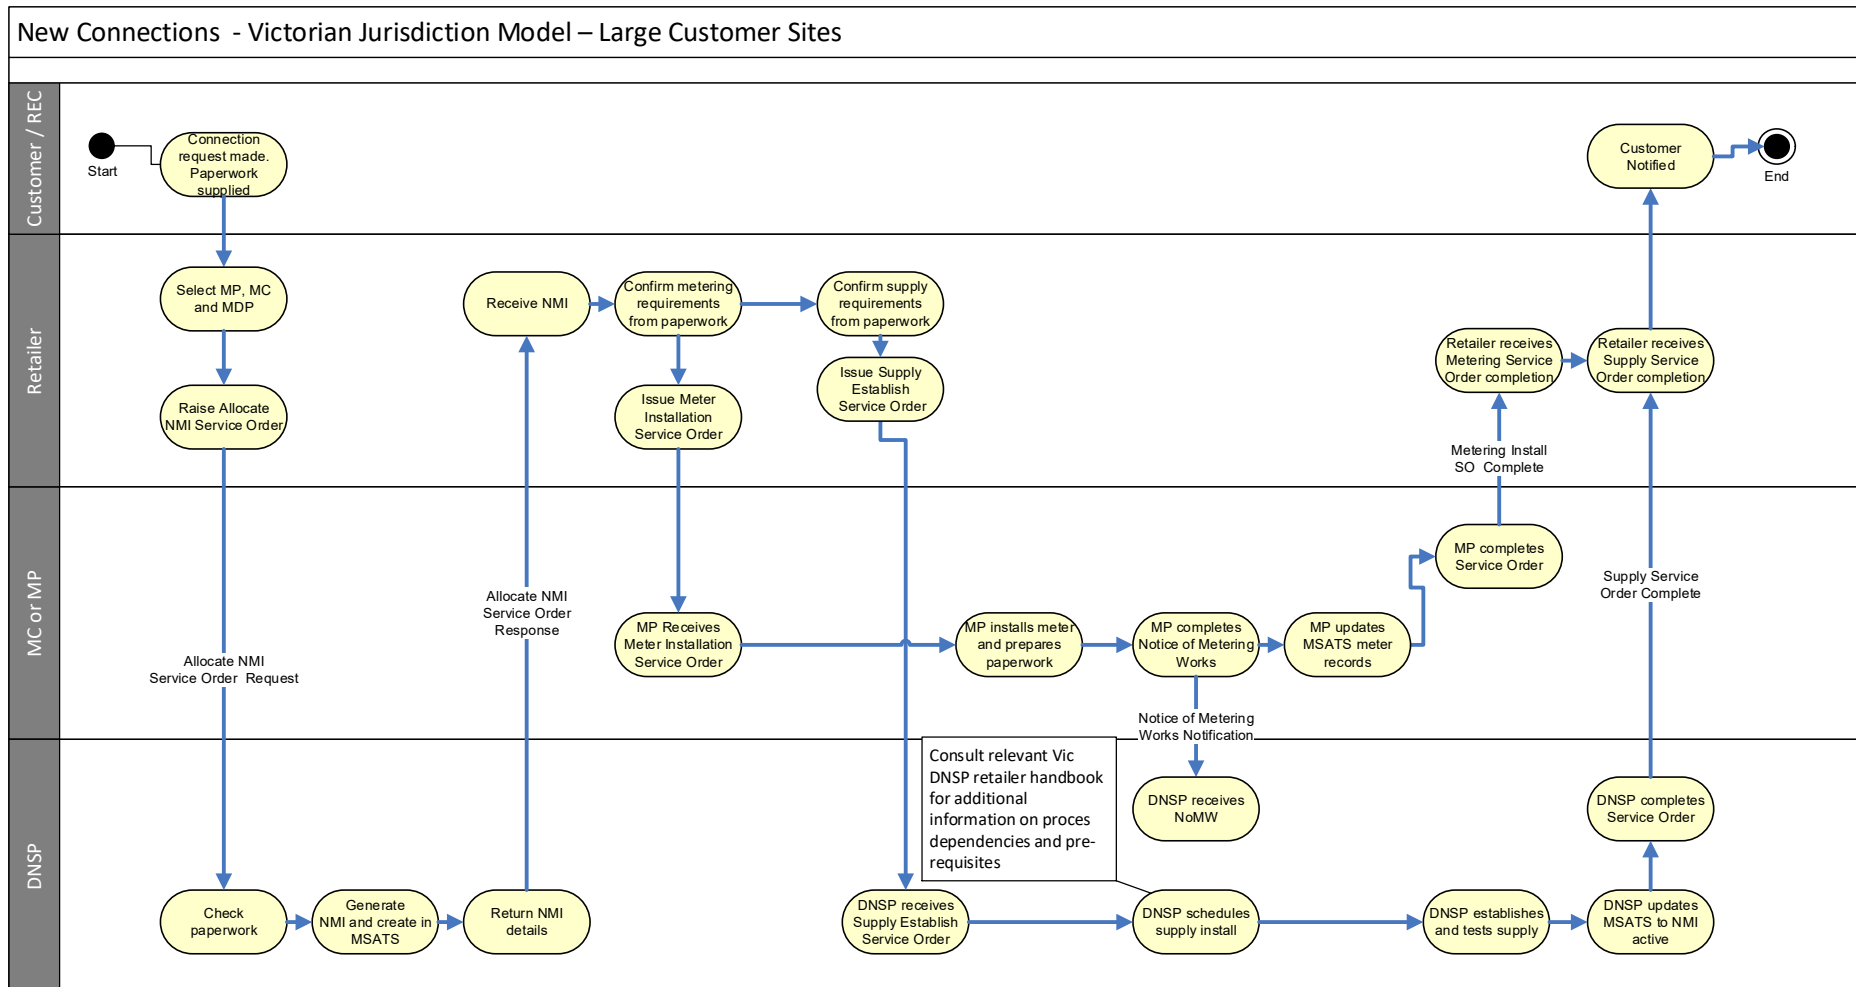 New Connections - Victorian Jurisdiction Model – Large Customer Sites
Customer / REC
Start
Connection
request made.
Paperwork
supplied
Customer
Notified
End
Retailer
Select MP, MC
and MDP
Raise Allocate
NMI Service Order
Receive NMI
Confirm metering
requirements
from paperwork
Issue Meter
Installation
Service Order
Confirm supply
requirements
from paperwork
Issue Supply
Establish
Service Order
Retailer receives
Metering Service
Order completion
Retailer receives
Supply Service
Order completion
Metering Install
SO Complete
MC or MP
Allocate NMI
Service Order Request
Allocate NMI
Service Order
Response
MP Receives
Meter Installation
Service Order
MP installs meter
and prepares
paperwork
MP completes
Notice of Metering
Works
MP updates
MSATS meter
records
MP completes
Service Order
Supply Service
Order Complete
Notice of Metering
Works Notification
DNSP
Check
paperwork
Generate
NMI and create in
MSATS
Return NMI
details
Consult relevant Vic
DNSP retailer handbook
for additional
information on proces
dependencies and pre-
requisites
DNSP receives
NoMW
DNSP receives
Supply Establish
Service Order
DNSP schedules
supply install
DNSP establishes
and tests supply
DNSP updates
MSATS to NMI
active
DNSP completes
Service Order